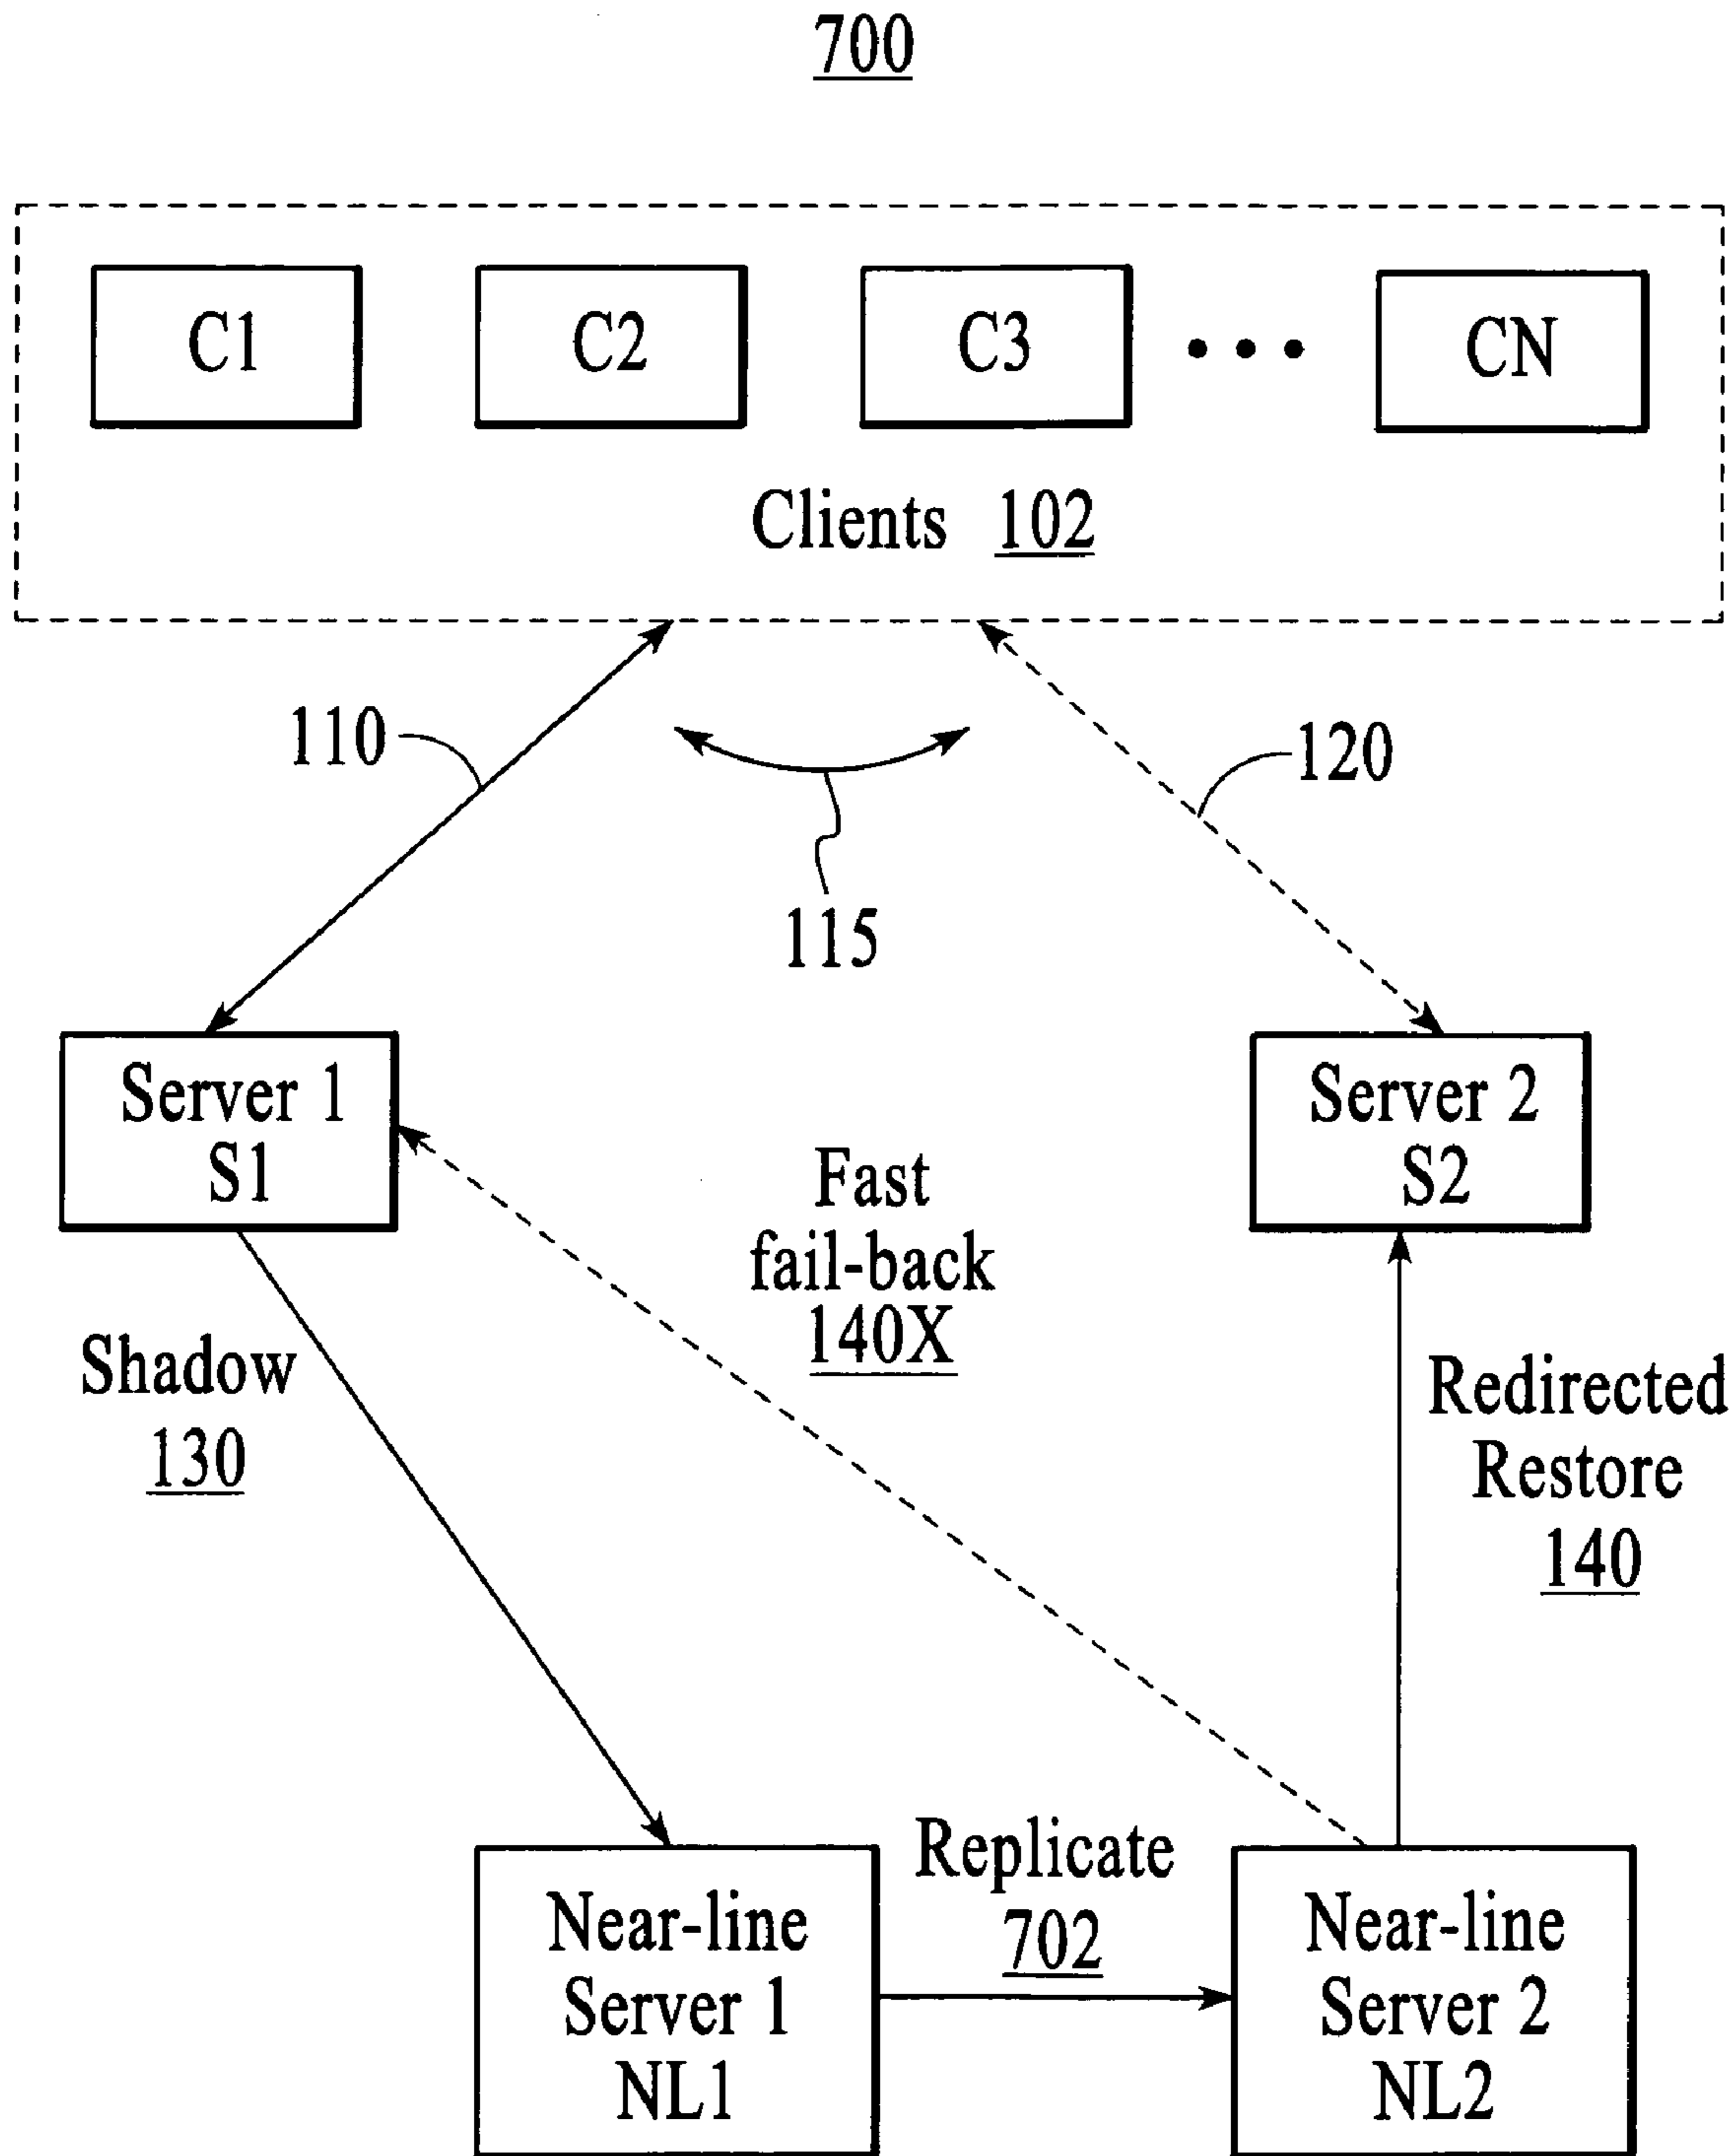 700
C1
C2
C3
• • •
CN
Clients 102
110
120
115
Server 1
S1
Server 2
S2
Fast
fail-back
140X
Shadow
130
Redirected
Restore
140
Replicate
702
Near-line
Server 1
NL1
Near-line
Server 2
NL2